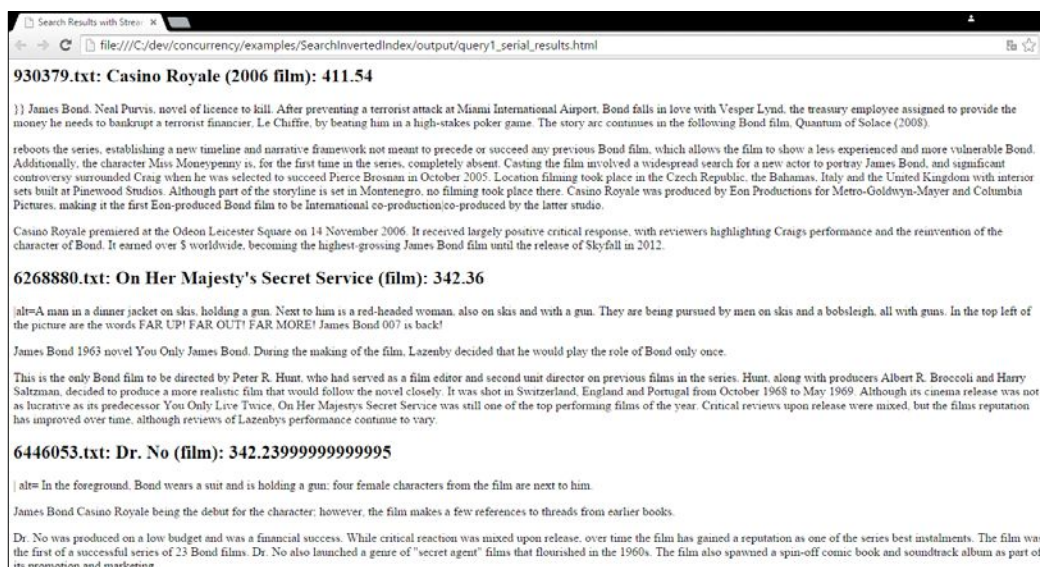 Search Results with Strea
file:///C:/dev/concurrency/examples/SearchInvertedIndex/output/query1_serial_results.html
930379.txt: Casino Royale (2006 film): 411.54
}} James Bond. Neal Purvis. novel of licence to kill. After preventing a terrorist attack at Miami International Airport, Bond falls in love with Vesper Lynd, the treasury employee assigned to provide the
money he needs to bankrupt a terrorist financier, Le Chiffre, by beating him in a high-stakes poker game. The story arc continues in the following Bond film, Quantum of Solace (2008).
reboots the series, establishing a new timeline and narrative framework not meant to precede or succeed any previous Bond film, which allows the film to show a less experienced and more vulnerable Bond.
Additionally, the character Miss Moneypenny is, for the first time in the series, completely absent. Casting the film involved a widespread search for a new actor to portray James Bond, and significant
controversy surrounded Craig when he was selected to succeed Pierce Brosnan in October 2005. Location filming took place in the Czech Republic, the Bahamas, Italy and the United Kingdom with interior
sets built at Pinewood Studios. Although part of the storyline is set in Montenegro, no filming took place there. Casino Royale was produced by Eon Productions for Metro-Goldwyn-Mayer and Columbia
Pictures, making it the first Eon-produced Bond film to be International co-production|co-produced by the latter studio.
Casino Royale premiered at the Odeon Leicester Square on 14 November 2006. It received largely positive critical response, with reviewers highlighting Craigs performance and the reinvention of the
character of Bond. It earned over $ worldwide, becoming the highest-grossing James Bond film until the release of Skyfall in 2012.
6268880.txt: On Her Majesty's Secret Service (film): 342.36
|alt=A man in a dinner jacket on skis, holding a gun. Next to him is a red-headed woman, also on skis and with a gun. They are being pursued by men on skis and a bobsleigh, all with guns. In the top left of
the picture are the words FAR UP! FAR OUT! FAR MORE! James Bond 007 is back!
James Bond 1963 novel You Only James Bond. During the making of the film, Lazenby decided that he would play the role of Bond only once.
This is the only Bond film to be directed by Peter R. Hunt, who had served as a film editor and second unit director on previous films in the series. Hunt, along with producers Albert R. Broccoli and Harry
Saltzman, decided to produce a more realistic film that would follow the novel closely. It was shot in Switzerland, England and Portugal from October 1968 to May 1969. Although its cinema release was not
as lucrative as its predecessor You Only Live Twice, On Her Majestys Secret Service was still one of the top performing films of the year. Critical reviews upon release were mixed, but the films reputation
has improved over time, although reviews of Lazenbys performance continue to vary.
6446053.txt: Dr. No (film): 342.23999999999995
| alt= In the foreground, Bond wears a suit and is holding a gun; four female characters from the film are next to him.
James Bond Casino Royale being the debut for the character; however, the film makes a few references to threads from earlier books.
Dr. No was produced on a low budget and was a financial success. While critical reaction was mixed upon release, over time the film has gained a reputation as one of the series best instalments. The film was
the first of a successful series of 23 Bond films. Dr. No also launched a genre of "secret agent" films that flourished in the 1960s. The film also spawned a spin-off comic book and soundtrack album as part of
its promotion and marketing.